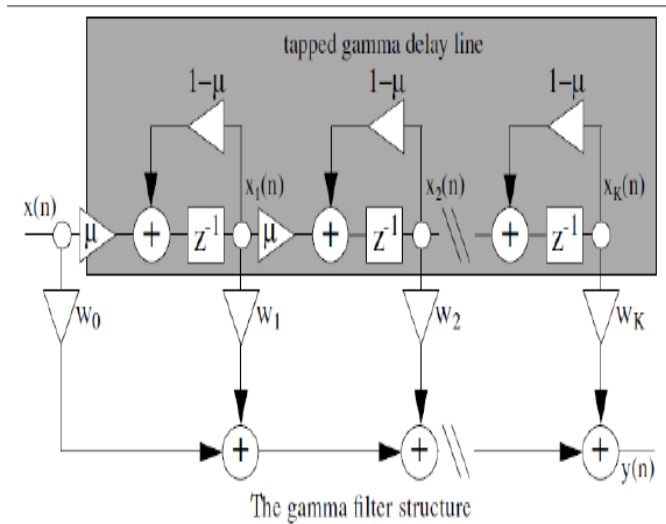 tapped gamma delay line
1−μ 1−μ 1−μ
x(n) x₁(n) x₂(n) x_K(n)
μ + z⁻¹ μ + z⁻¹ + z⁻¹
w₀ w₁ w₂ w_K
+ + +
y(n)
The gamma filter structure